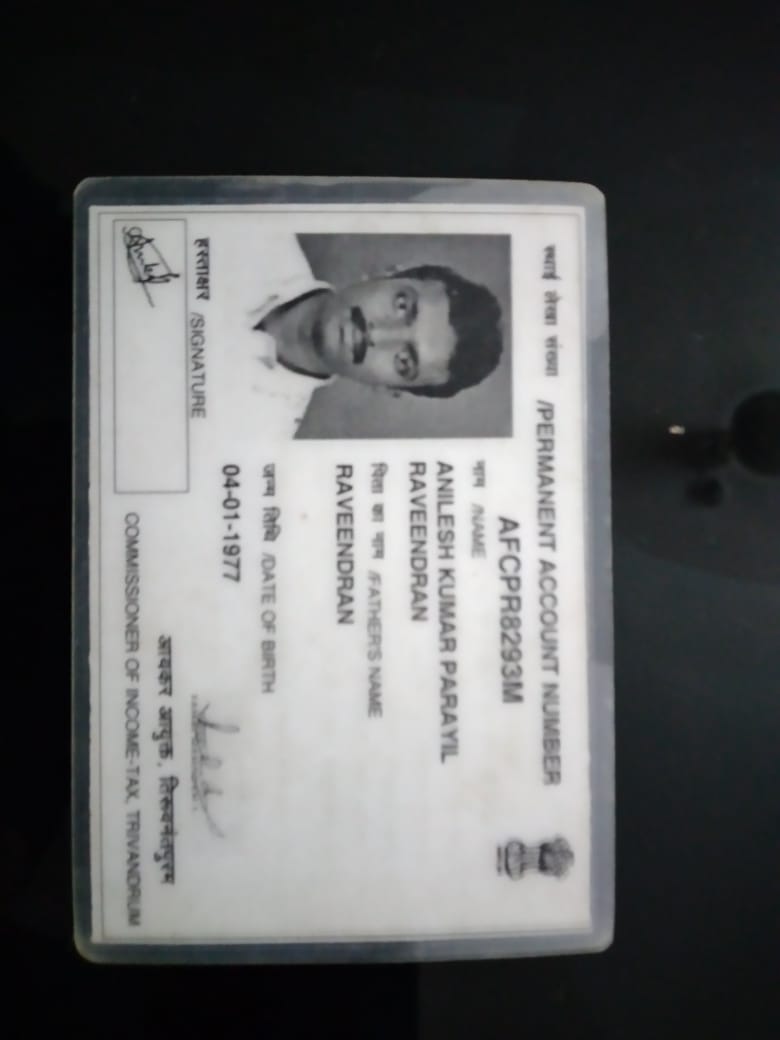 स्थाई लेखा संख्या /PERMANENT ACCOUNT NUMBER
AFCPR8293M
नाम /NAME
ANILESH KUMAR PARAYIL
RAVEENDRAN
पिता का नाम /FATHER'S NAME
RAVEENDRAN
जन्म तिथि /DATE OF BIRTH
04-01-1977
हस्ताक्षर /SIGNATURE
आयकर आयुक्त, तिरुवनंतपुरम
COMMISSIONER OF INCOME-TAX, TRIVANDRUM